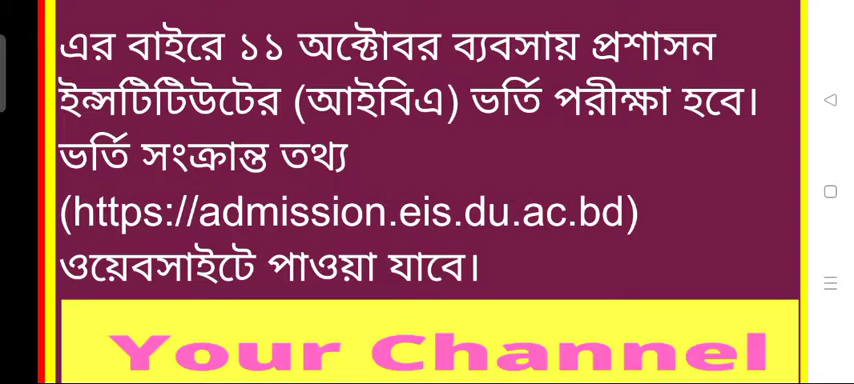 এর বাইরে ১১ অক্টোবর ব্যবসায় প্রশাসন
ইন্সটিটিউটের (আইবিএ) ভর্তি পরীক্ষা হবে।
ভর্তি সংক্রান্ত তথ্য
(https://admission.eis.du.ac.bd)
ওয়েবসাইটে পাওয়া যাবে।
Your Channel